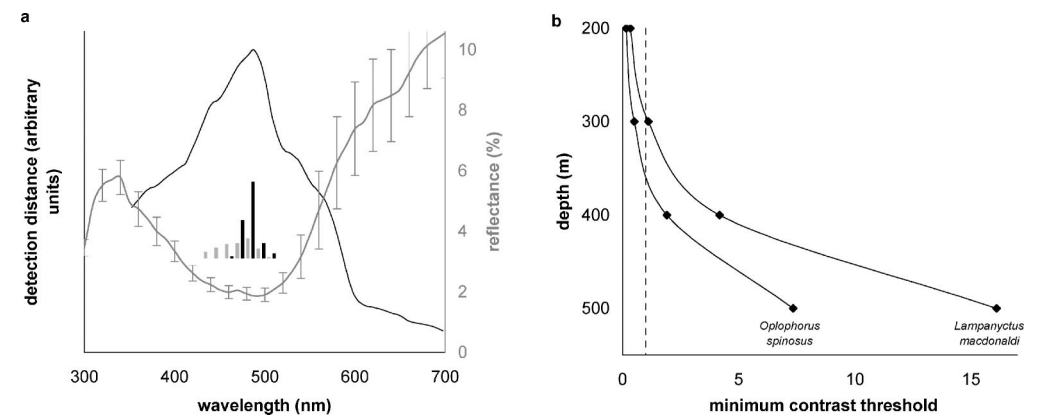 a
detection distance (arbitrary
units)
10
8
6
4
2
0
reflectance (%)
300
400
500
600
700
wavelength (nm)
b
200
300
400
500
depth (m)
Oplophorus
spinosus
Lampanyctus
macdonaldi
0
5
10
15
minimum contrast threshold